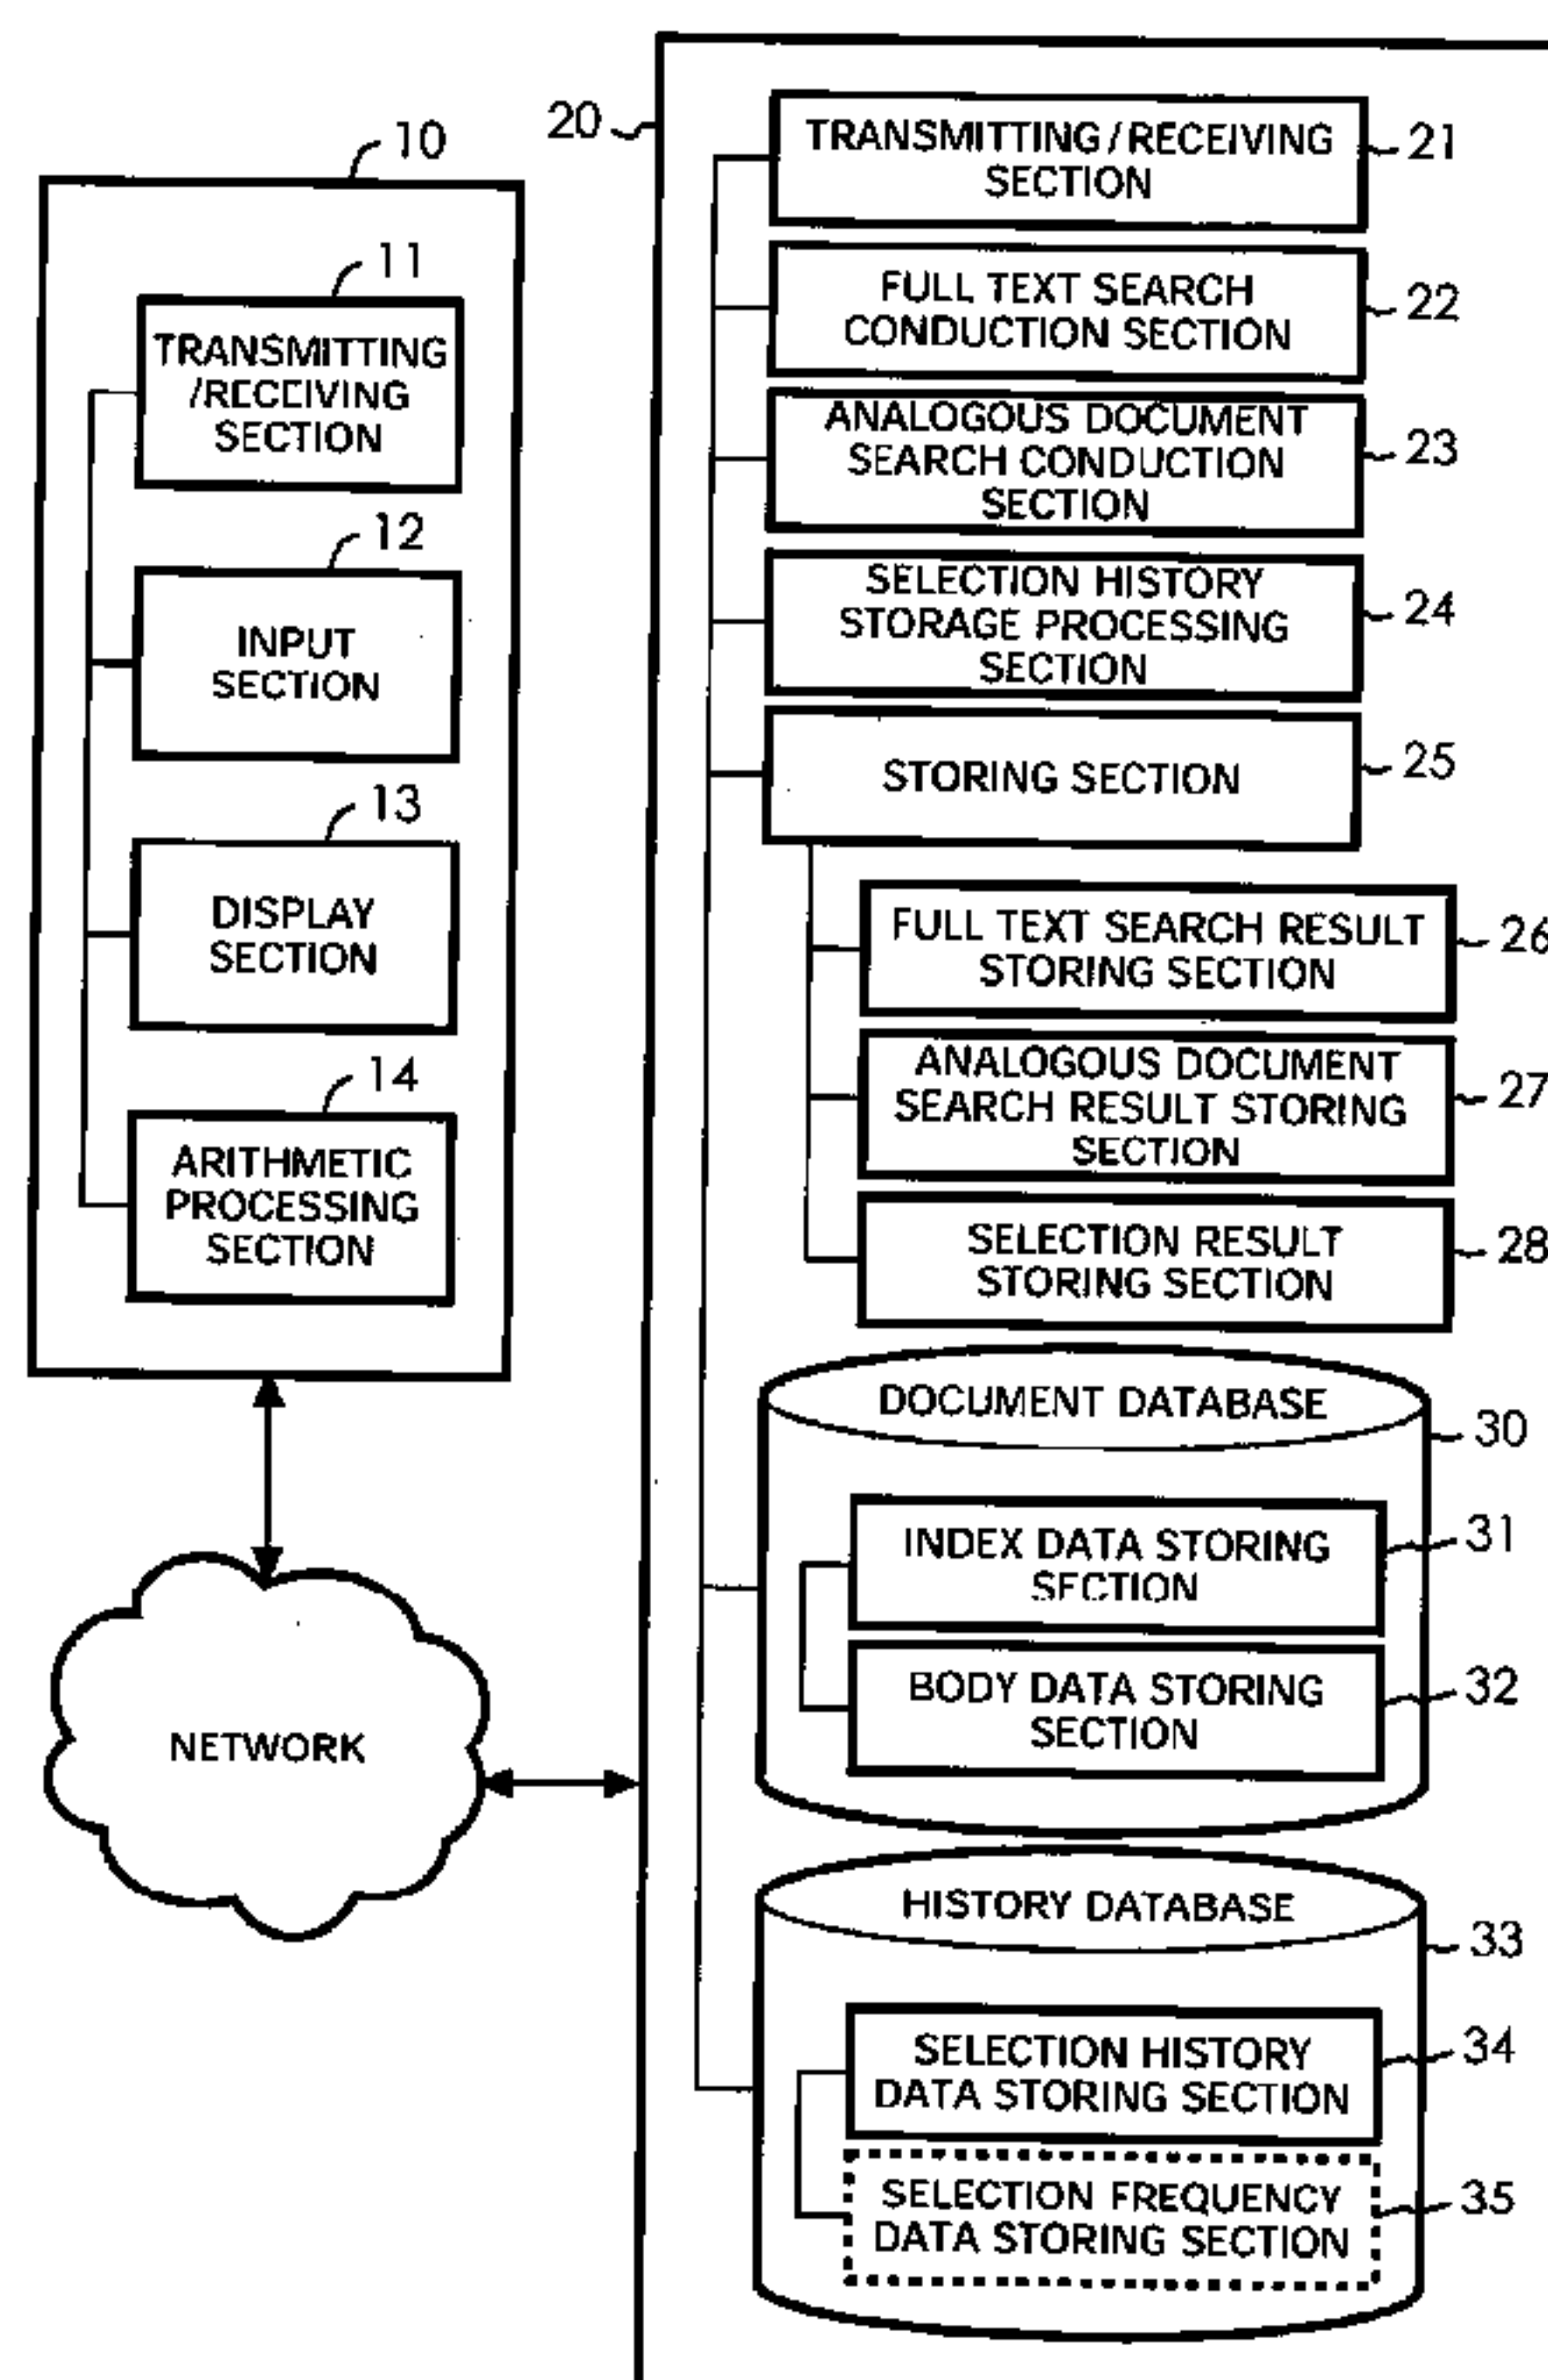 10
11
TRANSMITTING
/RECEIVING
SECTION
12
INPUT
SECTION
13
DISPLAY
SECTION
14
ARITHMETIC
PROCESSING
SECTION
NETWORK
20
TRANSMITTING/RECEIVING
SECTION
21
FULL TEXT SEARCH
CONDUCTION SECTION
22
ANALOGOUS DOCUMENT
SEARCH CONDUCTION
SECTION
23
SELECTION HISTORY
STORAGE PROCESSING
SECTION
24
STORING SECTION
25
FULL TEXT SEARCH RESULT
STORING SECTION
26
ANALOGOUS DOCUMENT
SEARCH RESULT STORING
SECTION
27
SELECTION RESULT
STORING SECTION
28
DOCUMENT DATABASE
30
INDEX DATA STORING
SECTION
31
BODY DATA STORING
SECTION
32
HISTORY DATABASE
33
SELECTION HISTORY
DATA STORING SECTION
34
SELECTION FREQUENCY
DATA STORING SECTION
35